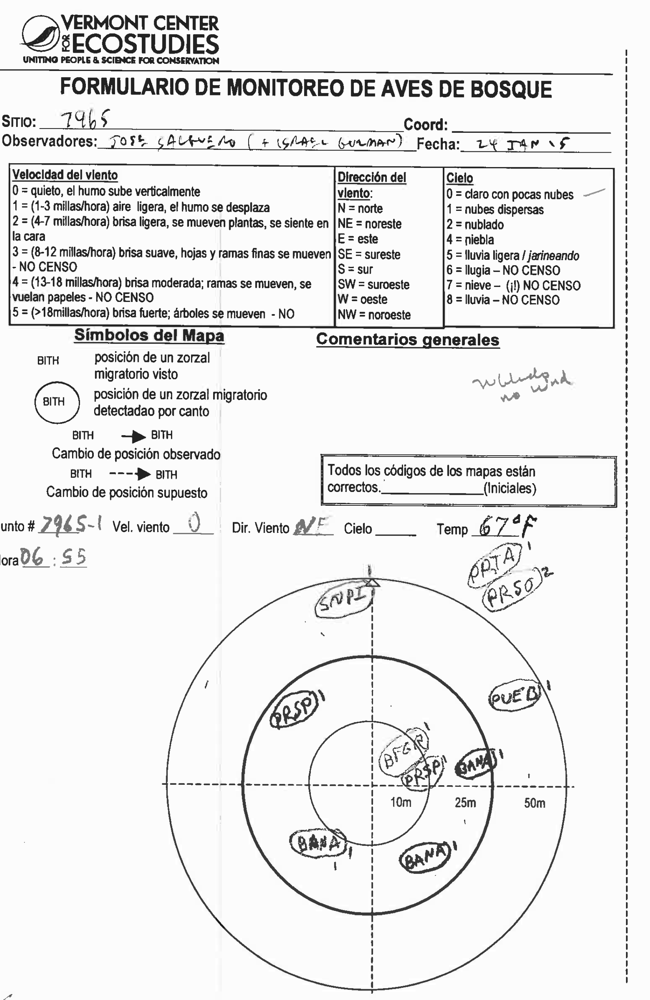 VERMONT CENTER
FOR ECOSTUDIES
UNITING PEOPLE & SCIENCE FOR CONSERVATION
FORMULARIO DE MONITOREO DE AVES DE BOSQUE
SITIO: 7965 Coord:
Observadores: JOSE SALGUERO (+ ISRAEL GUZMAN) Fecha: 24 JAN 15
Velocidad del viento
0 = quieto, el humo sube verticalmente
1 = (1-3 millas/hora) aire ligera, el humo se desplaza
2 = (4-7 millas/hora) brisa ligera, se mueven plantas, se siente en
la cara
3 = (8-12 millas/hora) brisa suave, hojas y ramas finas se mueven
- NO CENSO
4 = (13-18 millas/hora) brisa moderada; ramas se mueven, se
vuelan papeles - NO CENSO
5 = (>18millas/hora) brisa fuerte; árboles se mueven - NO
Dirección del
viento:
N = norte
NE = noreste
E = este
SE = sureste
S = sur
SW = suroeste
W = oeste
NW = noroeste
Cielo
0 = claro con pocas nubes
1 = nubes dispersas
2 = nublado
4 = niebla
5 = lluvia ligera / jarineando
6 = llugia – NO CENSO
7 = nieve – (¡!) NO CENSO
8 = lluvia – NO CENSO
Símbolos del Mapa
BITH posición de un zorzal
migratorio visto
BITH posición de un zorzal migratorio
detectadao por canto
BITH BITH
Cambio de posición observado
BITH BITH
Cambio de posición supuesto
Comentarios generales
no wind
Todos los códigos de los mapas están
correctos. (Iniciales)
unto # 7965-1 Vel. viento 0 Dir. Viento NE Cielo Temp 67°F
lora 06 : 55
PRTA 1
PRSO 2
SNPI 1
PUEB 1
PRSP 1
BFGR 1
PRSP 1
BANA 1
10m 25m 50m
BANA 1
BANA 1